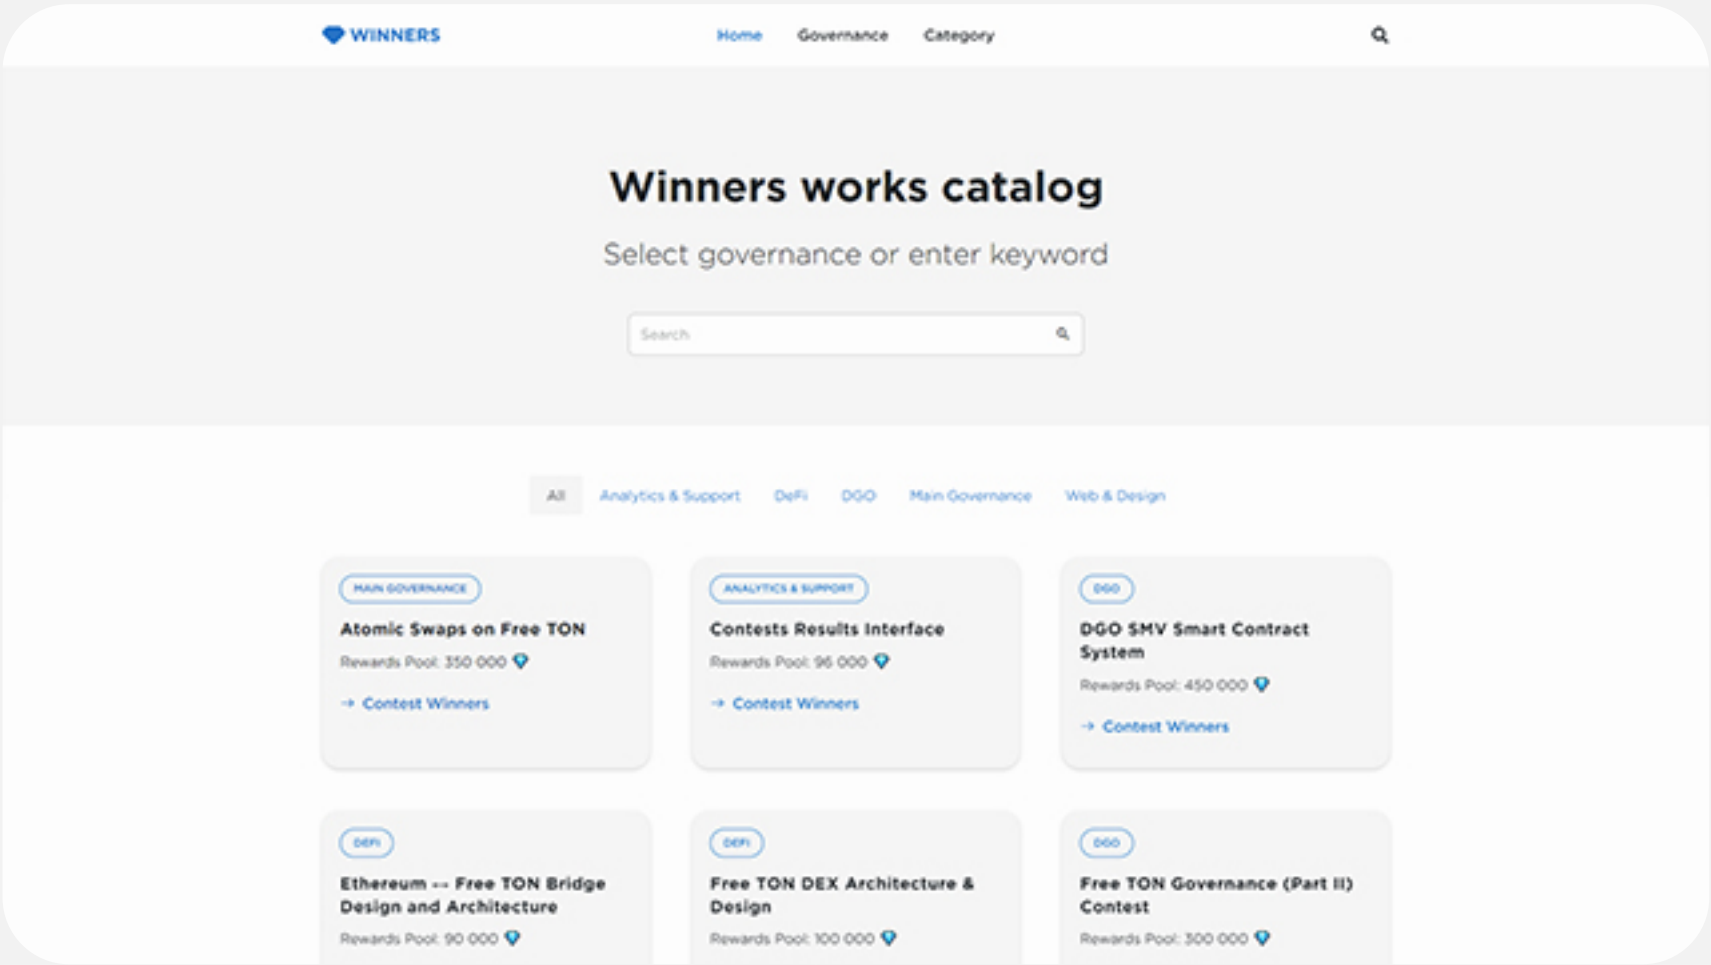 WINNERS
Home Governance Category
Winners works catalog
Select governance or enter keyword
Search
All Analytics & Support DeFi DGO Main Governance Web & Design
MAIN GOVERNANCE
Atomic Swaps on Free TON
Rewards Pool: 350 000
→ Contest Winners
ANALYTICS & SUPPORT
Contests Results Interface
Rewards Pool: 96 000
→ Contest Winners
DGO
DGO SMV Smart Contract
System
Rewards Pool: 450 000
→ Contest Winners
DEFI
Ethereum -- Free TON Bridge
Design and Architecture
Rewards Pool: 90 000
DEFI
Free TON DEX Architecture &
Design
Rewards Pool: 100 000
DGO
Free TON Governance (Part II)
Contest
Rewards Pool: 300 000